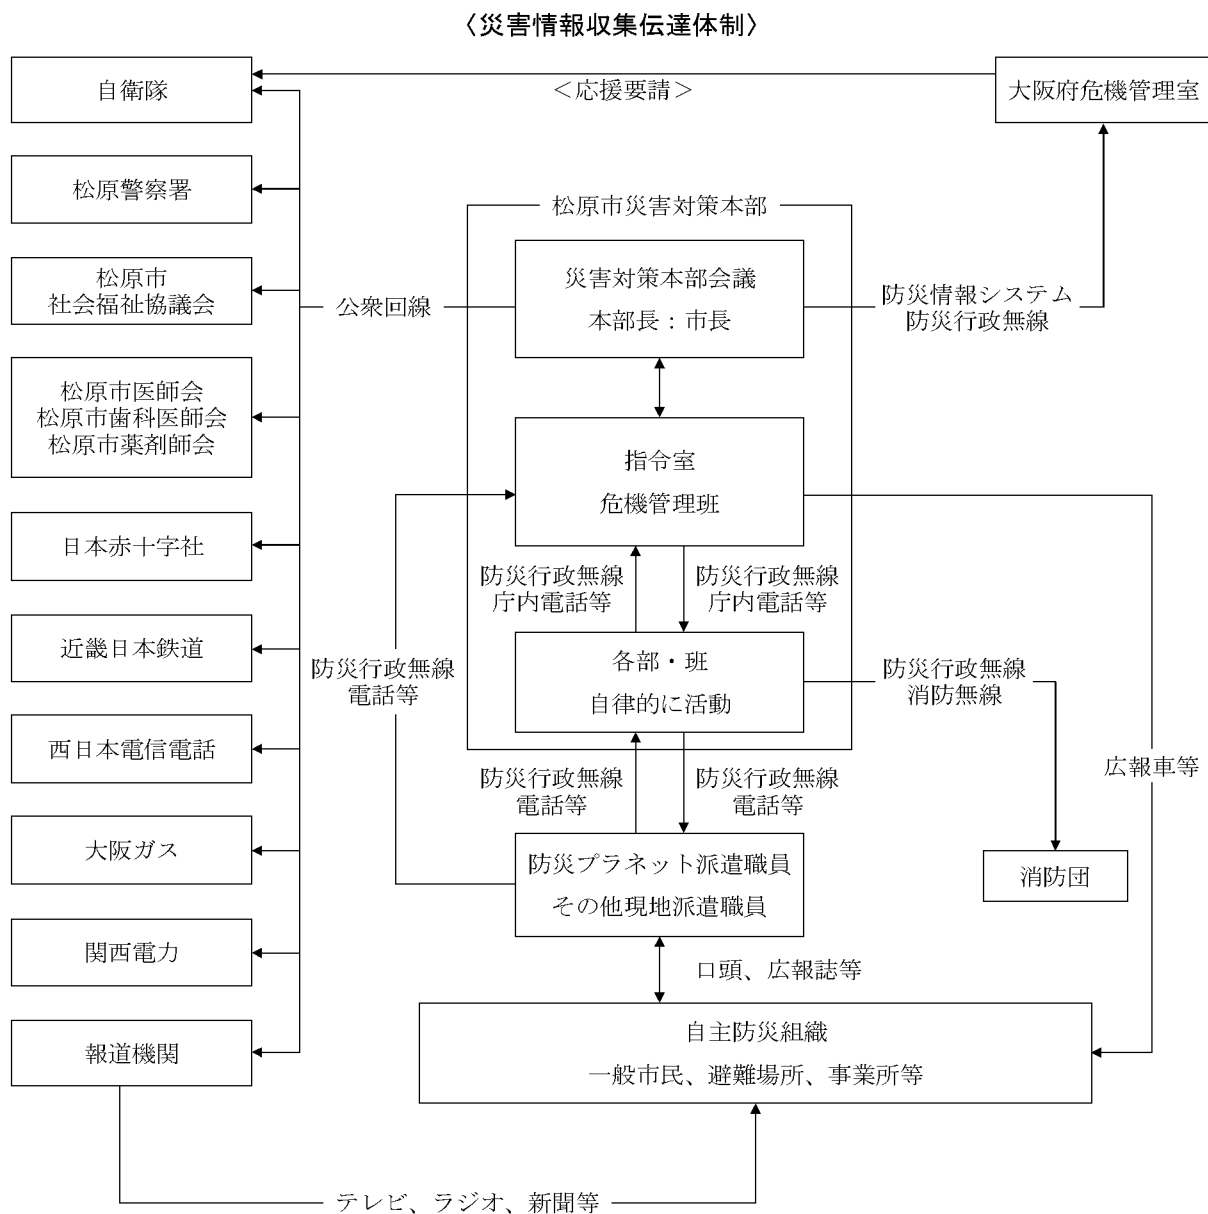 〈災害情報収集伝達体制〉
自衛隊
＜応援要請＞
大阪府危機管理室
松原警察署
松原市災害対策本部
松原市
社会福祉協議会
公衆回線
災害対策本部会議
本部長：市長
防災情報システム
防災行政無線
松原市医師会
松原市歯科医師会
松原市薬剤師会
指令室
危機管理班
日本赤十字社
防災行政無線
庁内電話等
防災行政無線
庁内電話等
近畿日本鉄道
防災行政無線
電話等
各部・班
自律的に活動
防災行政無線
消防無線
西日本電信電話
防災行政無線
電話等
防災行政無線
電話等
広報車等
大阪ガス
防災プラネット派遣職員
その他現地派遣職員
消防団
関西電力
口頭、広報誌等
報道機関
自主防災組織
一般市民、避難場所、事業所等
テレビ、ラジオ、新聞等